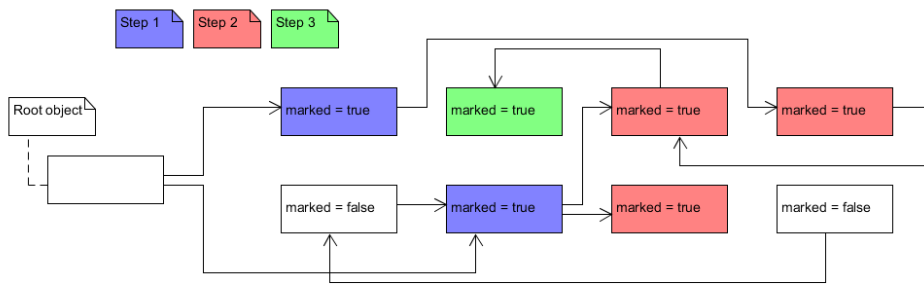 Step 1
Step 2
Step 3
Root object
marked = true
marked = true
marked = true
marked = true
marked = false
marked = true
marked = true
marked = false